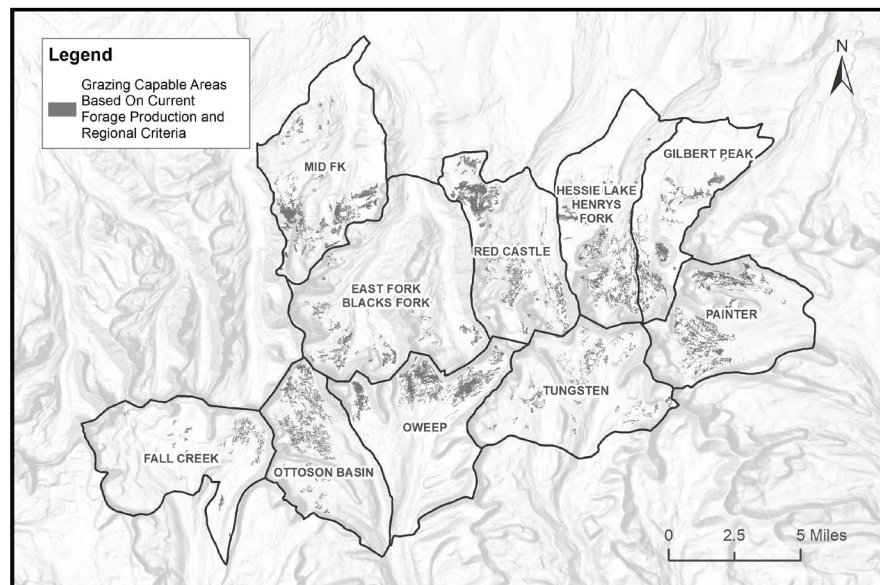 Legend
Grazing Capable Areas
Based On Current
Forage Production and
Regional Criteria
N
MID FK
GILBERT PEAK
HESSIE LAKE
HENRYS
FORK
RED CASTLE
EAST FORK
BLACKS FORK
PAINTER
TUNGSTEN
OWEEP
FALL CREEK
OTTOSON BASIN
0 2.5 5 Miles